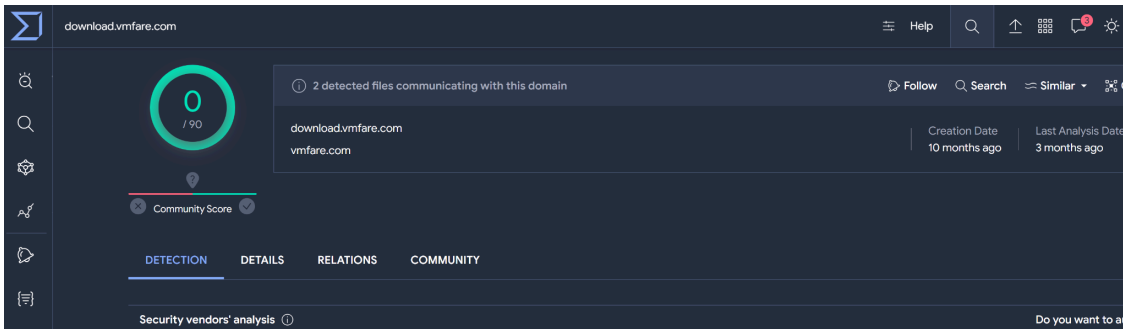 download.vmfare.com Help 3
0
/ 90
2 detected files communicating with this domain Follow Search Similar
download.vmfare.com
vmfare.com
Creation Date Last Analysis Date
10 months ago 3 months ago
?
Community Score
DETECTION DETAILS RELATIONS COMMUNITY
Security vendors' analysis Do you want to